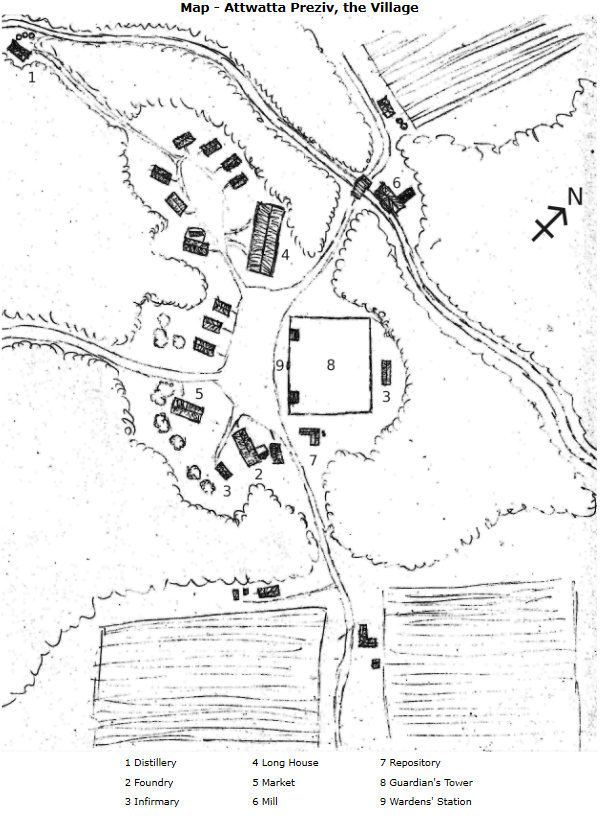 Map - Attwatta Preziv, the Village
1
6
N
4
9
8
3
5
7
2
3
1 Distillery
4 Long House
7 Repository
2 Foundry
5 Market
8 Guardian's Tower
3 Infirmary
6 Mill
9 Wardens' Station